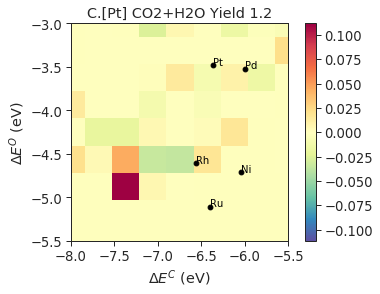 C.[Pt] CO2+H2O Yield 1.2
−3.0
−3.5
−4.0
−4.5
−5.0
−5.5
ΔE^O (eV)
Pt
Pd
Rh
Ni
Ru
−8.0 −7.5 −7.0 −6.5 −6.0 −5.5
ΔE^C (eV)
0.100
0.075
0.050
0.025
0.000
−0.025
−0.050
−0.075
−0.100